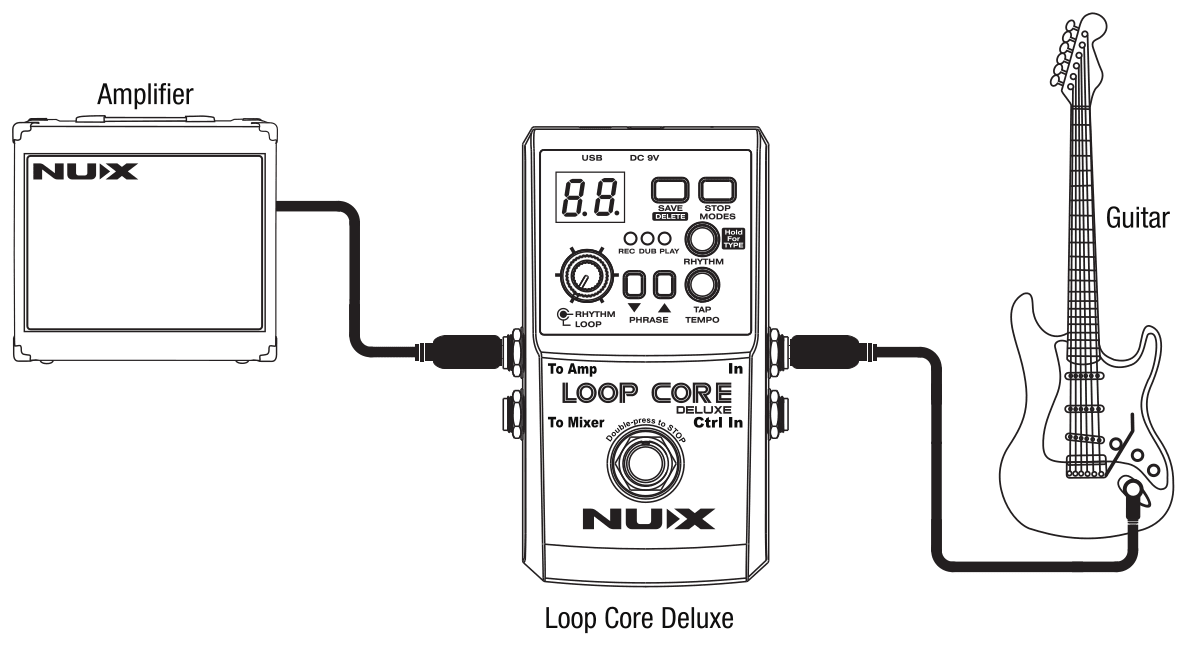 Amplifier
NUX
Guitar
USB DC 9V
8.8.
SAVE
DELETE
STOP
MODES
REC DUB PLAY
Hold
For
TYPE
RHYTHM
RHYTHM
LOOP
PHRASE
TAP
TEMPO
To Amp In
LOOP CORE
DELUXE
To Mixer Ctrl In
Double-press to STOP
NUX
Loop Core Deluxe